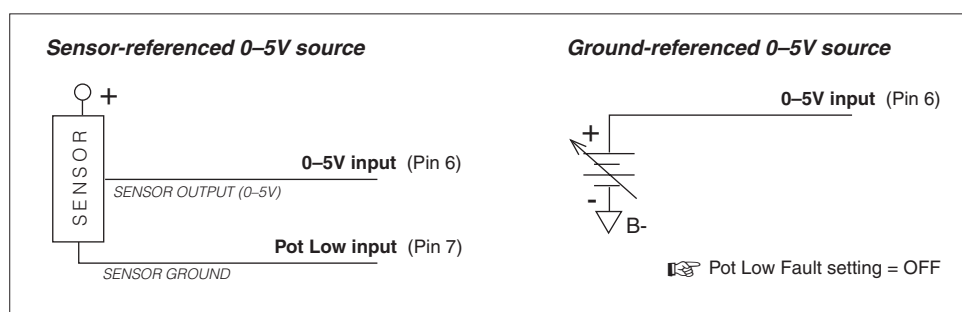 Sensor-referenced 0–5V source
+
SENSOR
0–5V input (Pin 6)
SENSOR OUTPUT (0–5V)
Pot Low input (Pin 7)
SENSOR GROUND
Ground-referenced 0–5V source
0–5V input (Pin 6)
+
-
B-
☞ Pot Low Fault setting = OFF